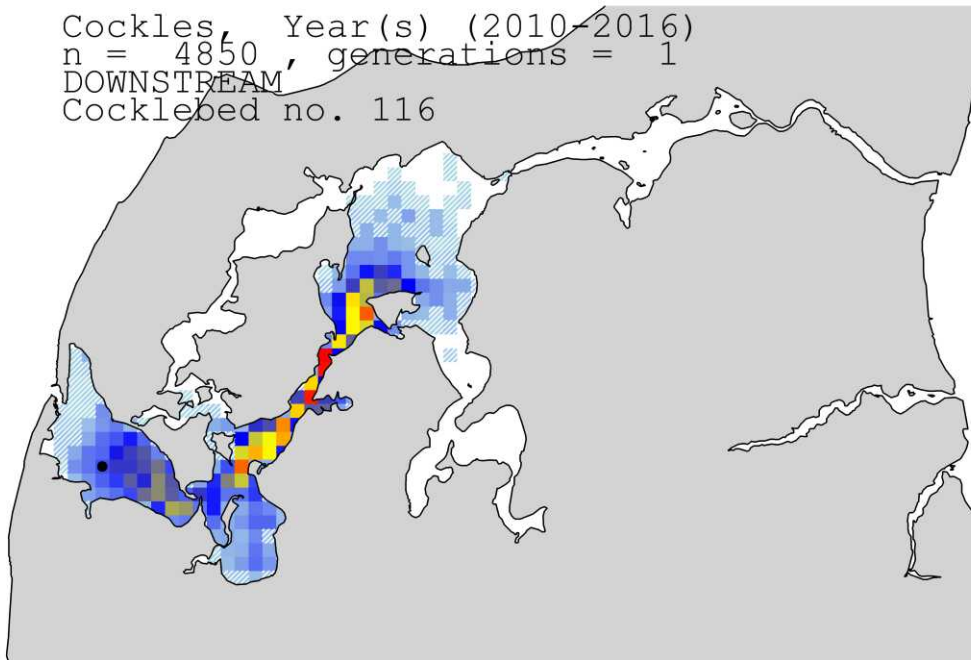 Cockles, Year(s) (2010-2016)
n = 4850 , generations = 1
DOWNSTREAM
Cocklebed no. 116